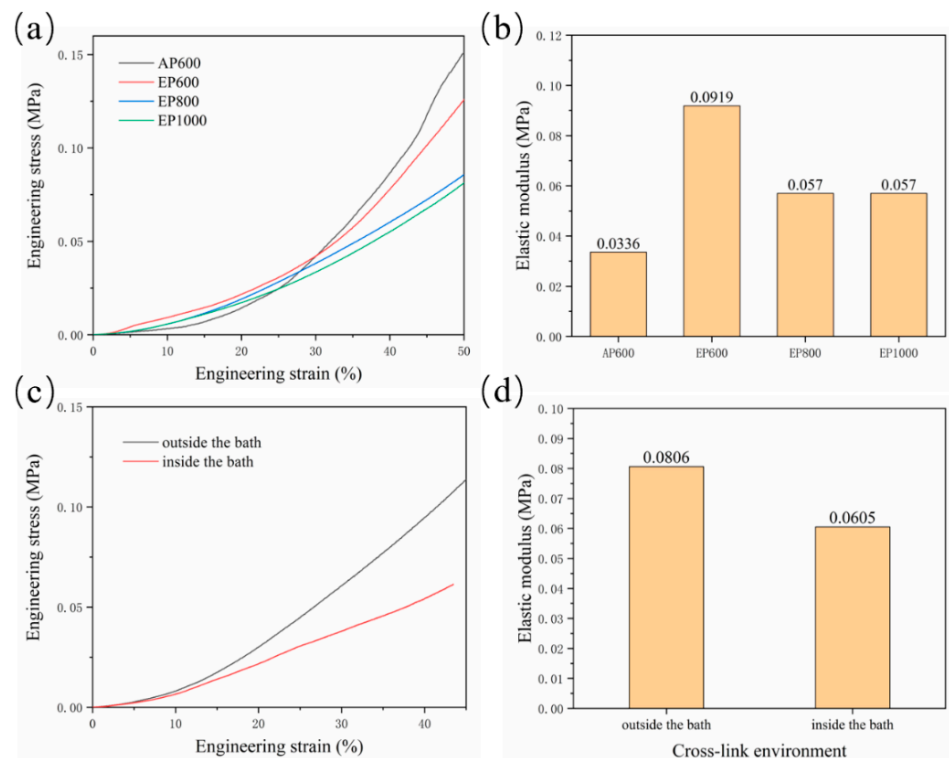 (a)
Engineering stress (MPa)
0.15
0.10
0.05
0.00
AP600
EP600
EP800
EP1000
0
10
20
30
40
50
Engineering strain (%)
(b)
Elastic modulus (MPa)
0.12
0.10
0.08
0.06
0.04
0.02
0.00
0.0336
0.0919
0.057
0.057
AP600
EP600
EP800
EP1000
(c)
Engineering stress (MPa)
0.15
0.10
0.05
0.00
outside the bath
inside the bath
0
10
20
30
40
Engineering strain (%)
(d)
Elastic modulus (MPa)
0.10
0.09
0.08
0.07
0.06
0.05
0.04
0.03
0.02
0.01
0.00
0.0806
0.0605
outside the bath
inside the bath
Cross-link environment